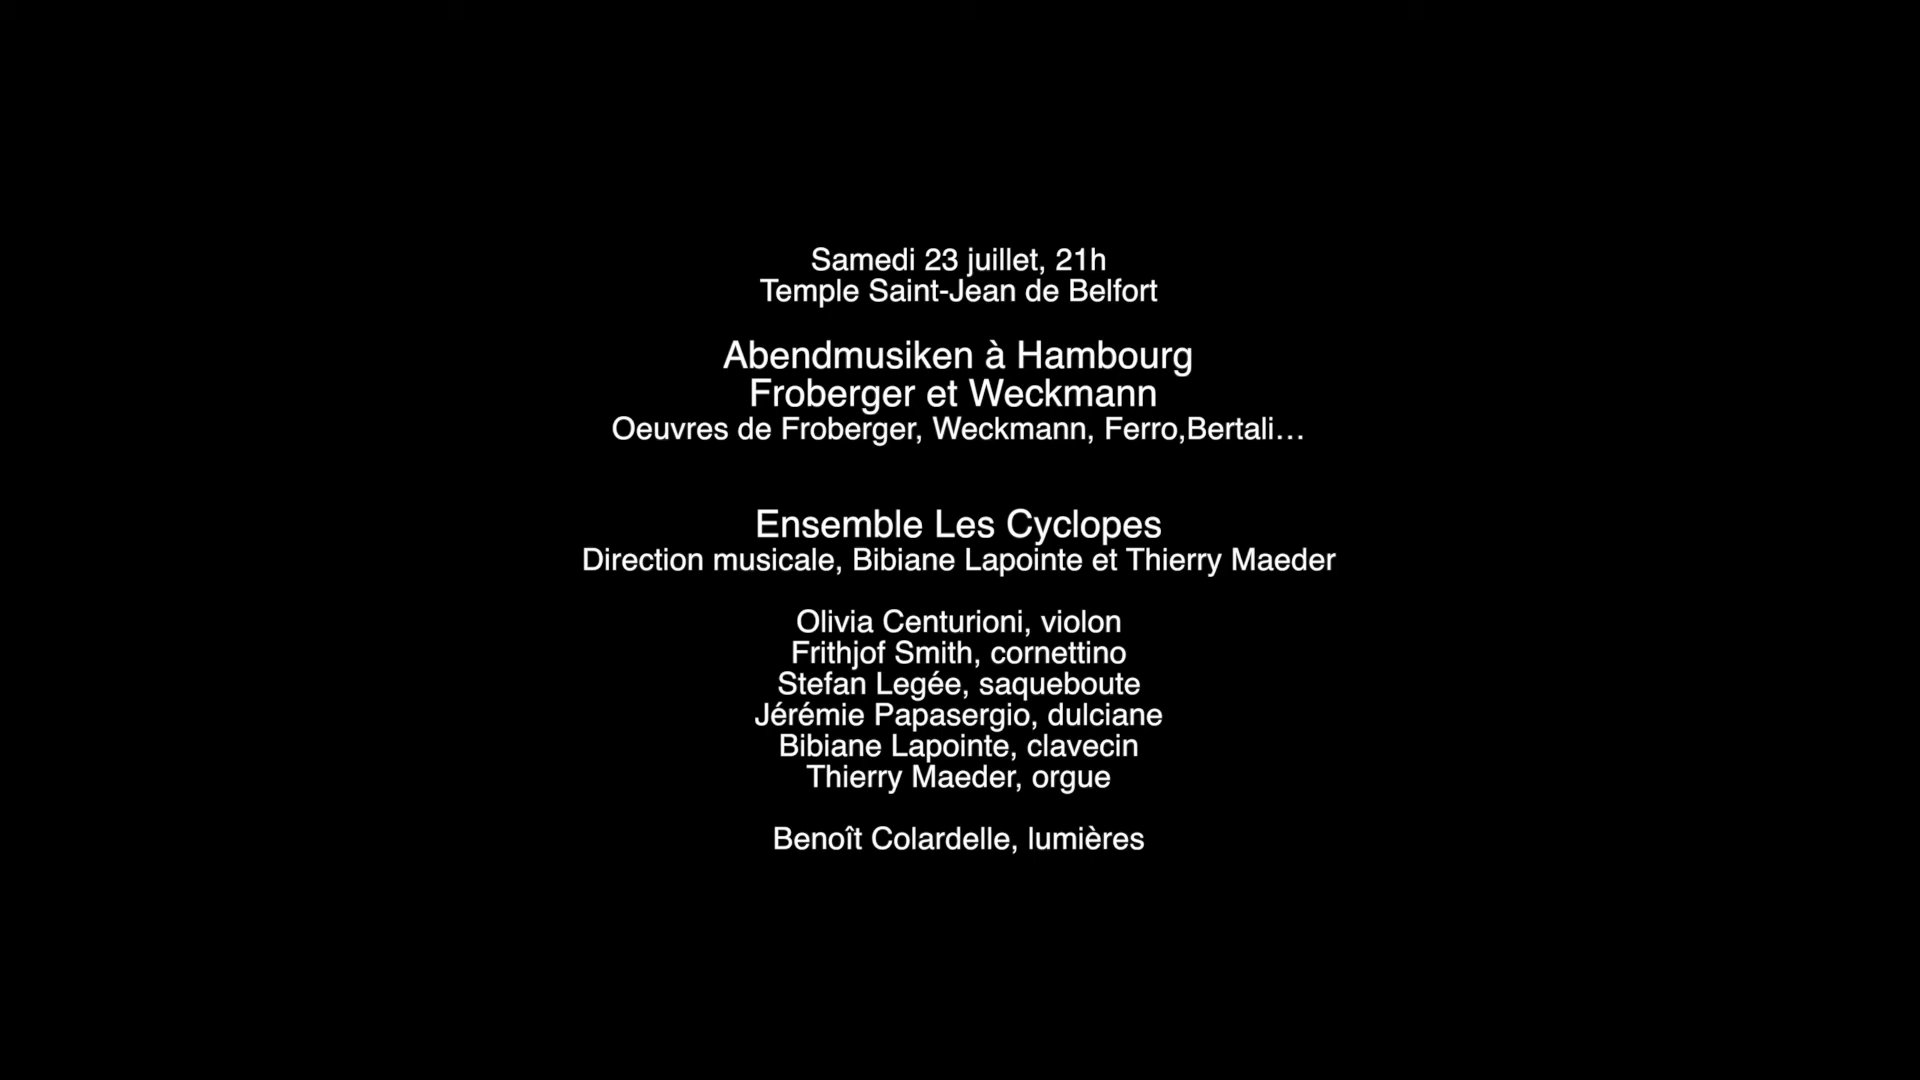 Samedi 23 juillet, 21h
Temple Saint-Jean de Belfort
Abendmusiken à Hambourg
Froberger et Weckmann
Oeuvres de Froberger, Weckmann, Ferro,Bertali…
Ensemble Les Cyclopes
Direction musicale, Bibiane Lapointe et Thierry Maeder
Olivia Centurioni, violon
Frithjof Smith, cornettino
Stefan Legée, saqueboute
Jérémie Papasergio, dulciane
Bibiane Lapointe, clavecin
Thierry Maeder, orgue
Benoît Colardelle, lumières